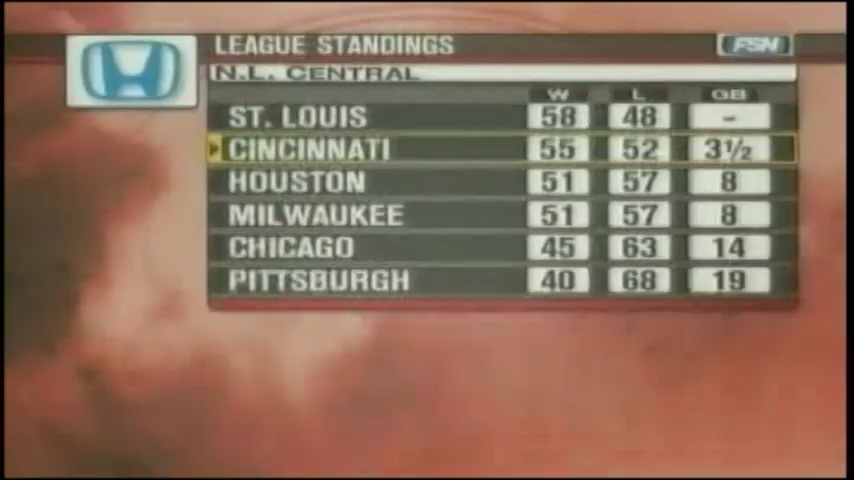 LEAGUE STANDINGS FSN
N.L. CENTRAL
W L GB
ST. LOUIS 58 48 -
CINCINNATI 55 52 3½
HOUSTON 51 57 8
MILWAUKEE 51 57 8
CHICAGO 45 63 14
PITTSBURGH 40 68 19